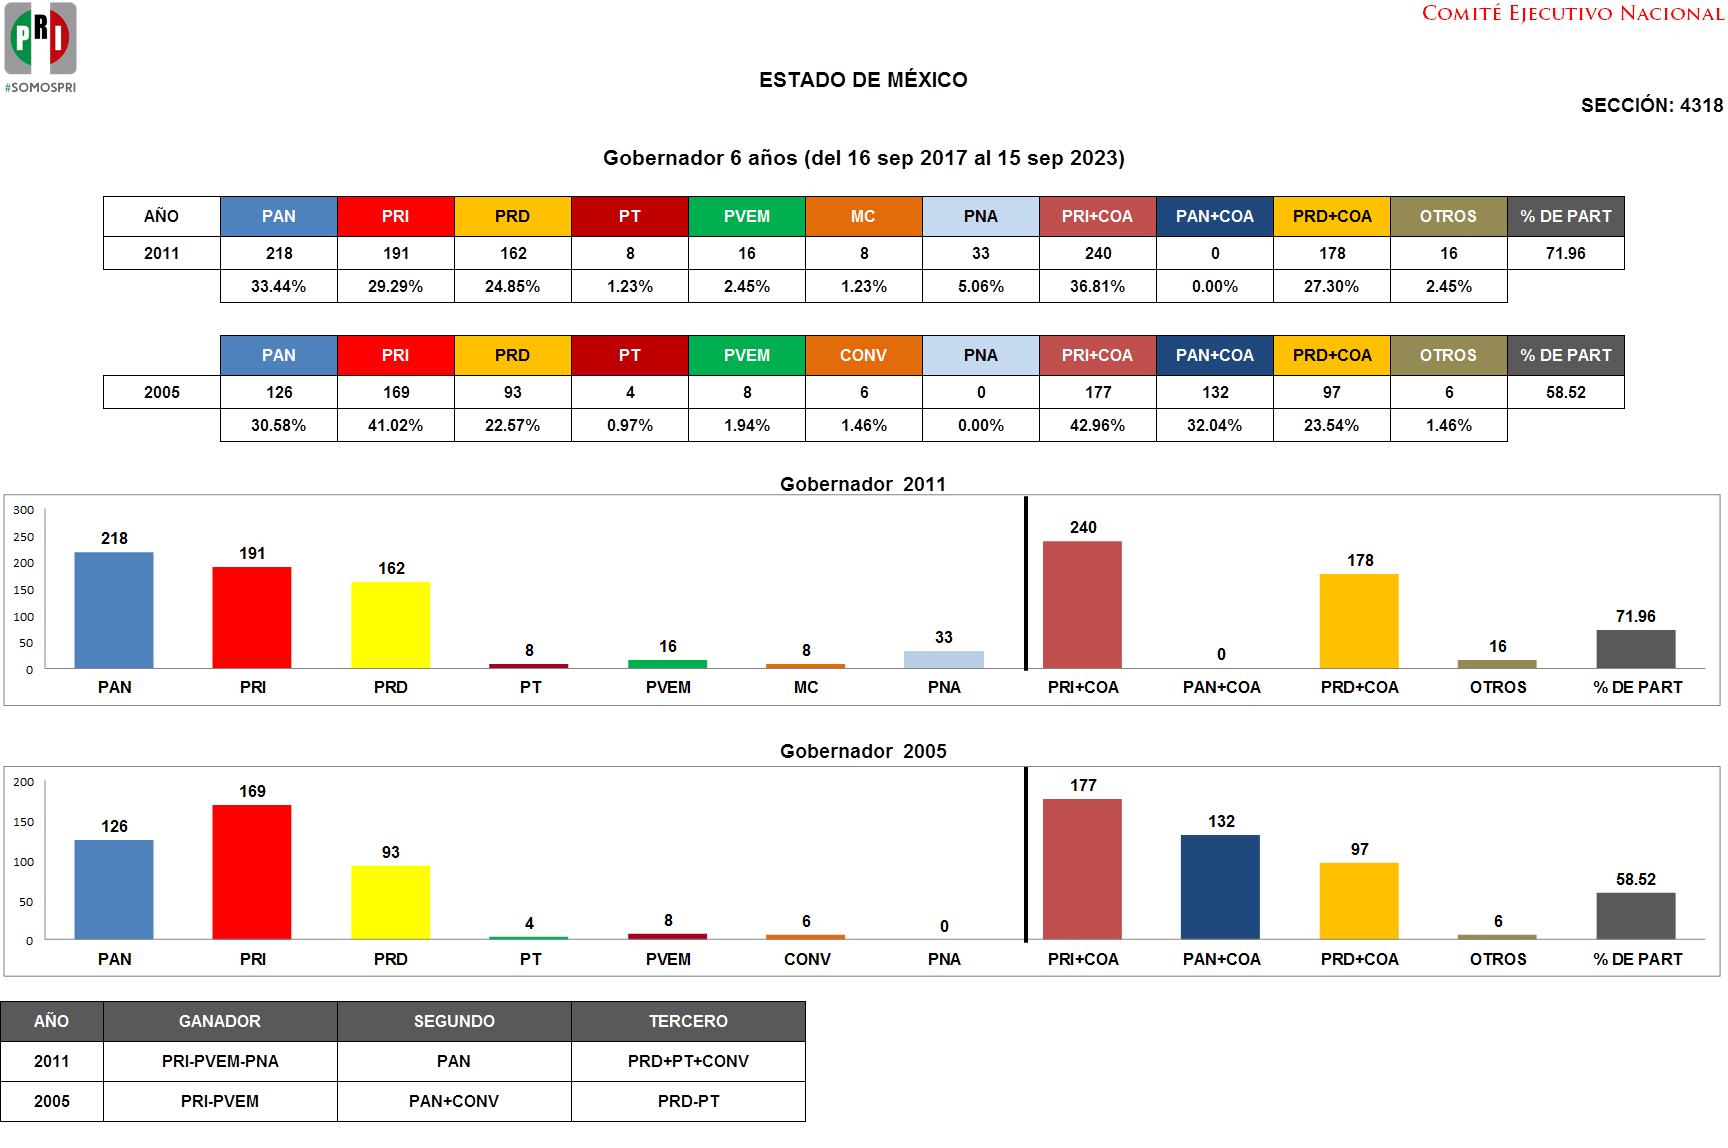 PRI
#SOMOSPRI
COMITÉ EJECUTIVO NACIONAL
ESTADO DE MÉXICO
SECCIÓN: 4318
Gobernador 6 años (del 16 sep 2017 al 15 sep 2023)
AÑO PAN PRI PRD PT PVEM MC PNA PRI+COA PAN+COA PRD+COA OTROS % DE PART
2011 218 191 162 8 16 8 33 240 0 178 16 71.96
33.44% 29.29% 24.85% 1.23% 2.45% 1.23% 5.06% 36.81% 0.00% 27.30% 2.45%
PAN PRI PRD PT PVEM CONV PNA PRI+COA PAN+COA PRD+COA OTROS % DE PART
2005 126 169 93 4 8 6 0 177 132 97 6 58.52
30.58% 41.02% 22.57% 0.97% 1.94% 1.46% 0.00% 42.96% 32.04% 23.54% 1.46%
Gobernador 2011
300
250
200
150
100
50
0
218 191 162 8 16 8 33 240 0 178 16 71.96
PAN PRI PRD PT PVEM MC PNA PRI+COA PAN+COA PRD+COA OTROS % DE PART
Gobernador 2005
200
150
100
50
0
126 169 93 4 8 6 0 177 132 97 6 58.52
PAN PRI PRD PT PVEM CONV PNA PRI+COA PAN+COA PRD+COA OTROS % DE PART
AÑO GANADOR SEGUNDO TERCERO
2011 PRI-PVEM-PNA PAN PRD+PT+CONV
2005 PRI-PVEM PAN+CONV PRD-PT